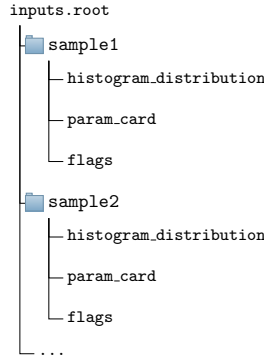 inputs.root
sample1
histogram_distribution
param_card
flags
sample2
histogram_distribution
param_card
flags
...